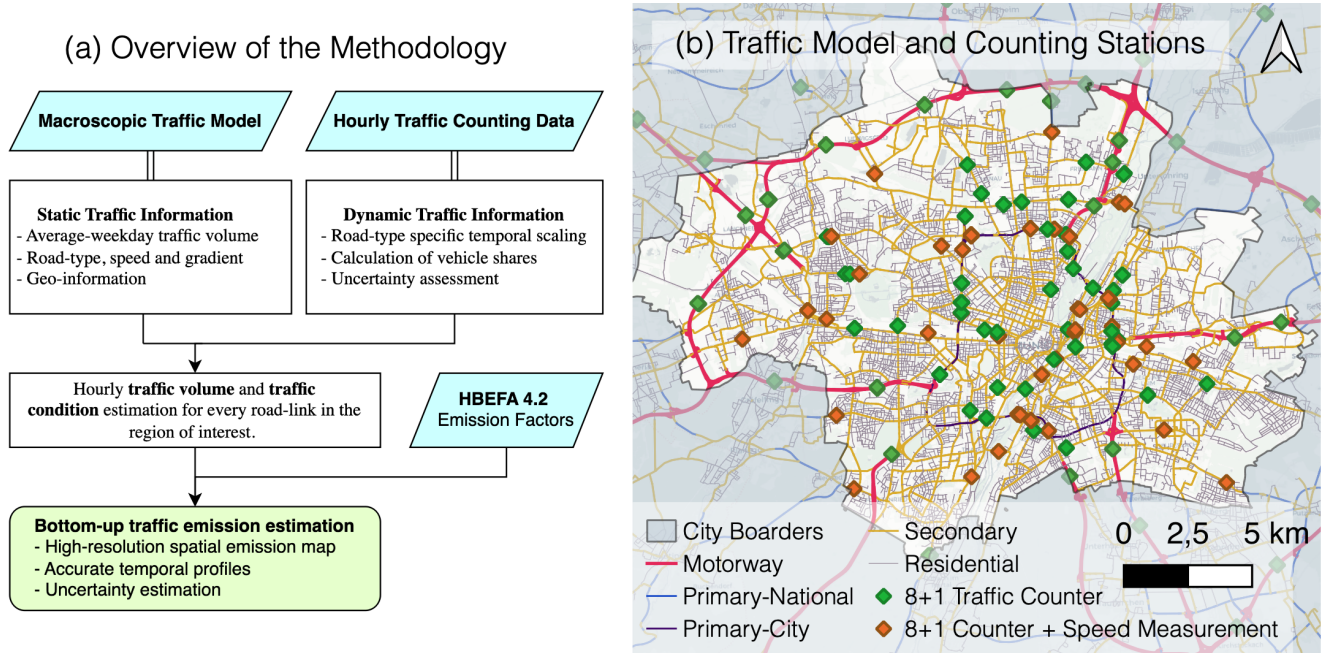 (a) Overview of the Methodology
Macroscopic Traffic Model
Hourly Traffic Counting Data
Static Traffic Information
- Average-weekday traffic volume
- Road-type, speed and gradient
- Geo-information
Dynamic Traffic Information
- Road-type specific temporal scaling
- Calculation of vehicle shares
- Uncertainty assessment
Hourly traffic volume and traffic
condition estimation for every road-link in the
region of interest.
HBEFA 4.2
Emission Factors
Bottom-up traffic emission estimation
- High-resolution spatial emission map
- Accurate temporal profiles
- Uncertainty estimation
(b) Traffic Model and Counting Stations
City Boarders
Motorway
Primary-National
Primary-City
Secondary
Residential
8+1 Traffic Counter
8+1 Counter + Speed Measurement
0 2,5 5 km